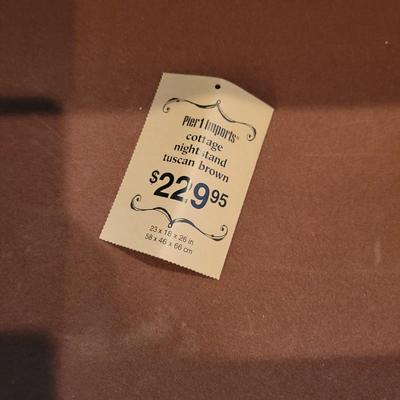 Pier 1 imports®
cottage
night stand
tuscan brown
$229.95
23 x 18 x 26 in
58 x 46 x 66 cm